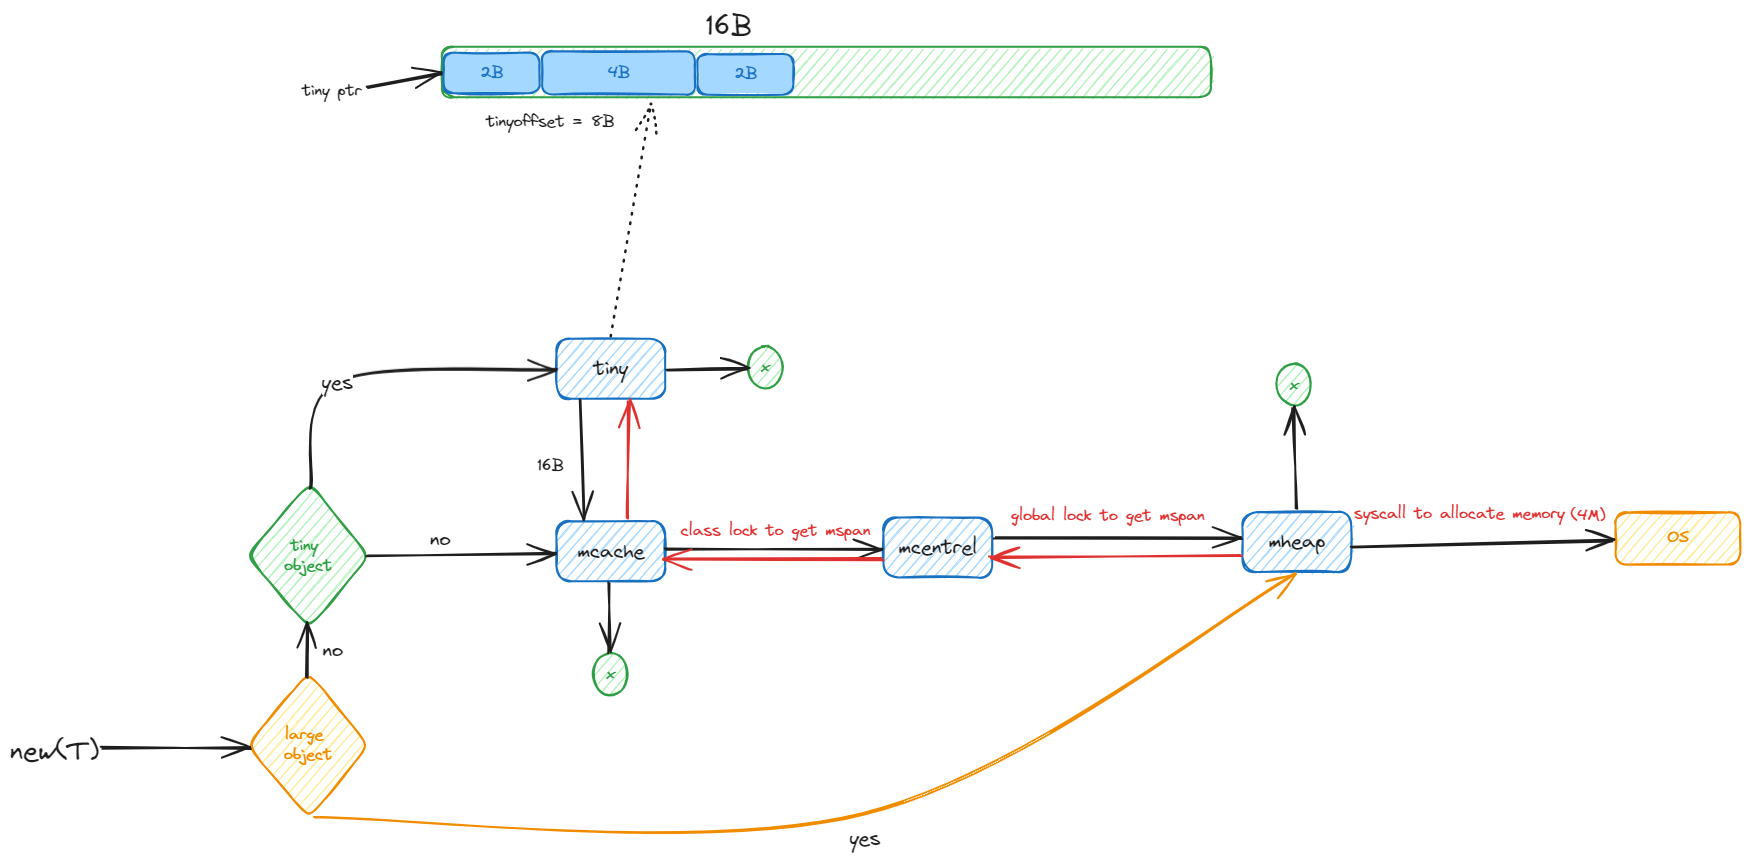 16B
2B
4B
2B
tiny ptr
tinyoffset = 8B
tiny
x
yes
x
16B
tiny
object
no
mcache
class lock to get mspan
mcentrel
global lock to get mspan
mheap
syscall to allocate memory (4M)
OS
no
x
new(T)
large
object
yes